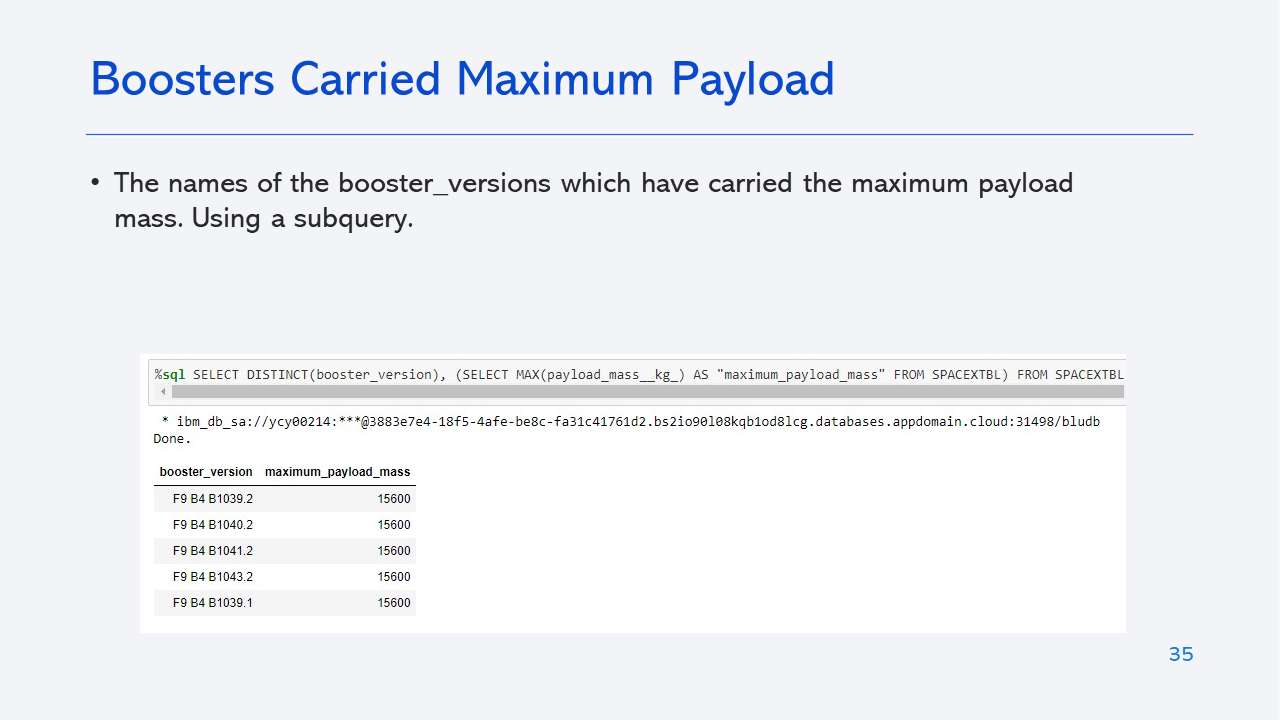 Boosters Carried Maximum Payload
• The names of the booster_versions which have carried the maximum payload
mass. Using a subquery.
%sql SELECT DISTINCT(booster_version), (SELECT MAX(payload_mass__kg_) AS "maximum_payload_mass" FROM SPACEXTBL) FROM SPACEXTBL
* ibm_db_sa://ycy00214:***@3883e7e4-18f5-4afe-be8c-fa31c41761d2.bs2io90l08kqb1od8lcg.databases.appdomain.cloud:31498/bludb
Done.
booster_version maximum_payload_mass
F9 B4 B1039.2 15600
F9 B4 B1040.2 15600
F9 B4 B1041.2 15600
F9 B4 B1043.2 15600
F9 B4 B1039.1 15600
35